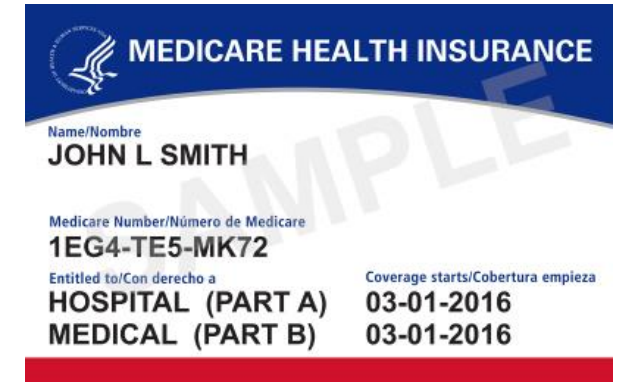 MEDICARE HEALTH INSURANCE
Name/Nombre
JOHN L SMITH
Medicare Number/Número de Medicare
1EG4-TE5-MK72
Entitled to/Con derecho a Coverage starts/Cobertura empieza
HOSPITAL (PART A) 03-01-2016
MEDICAL (PART B) 03-01-2016
SAMPLE